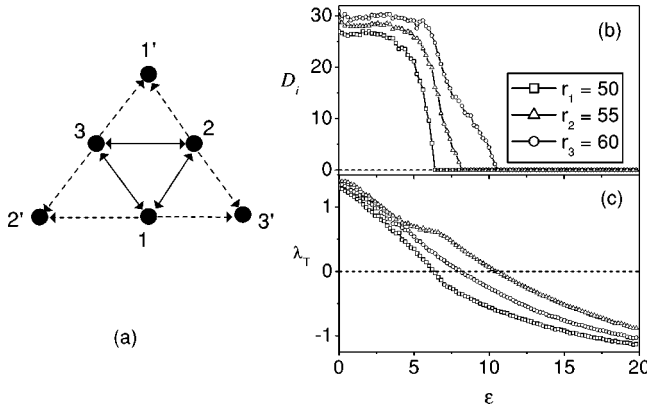 1'
3
2
2'
1
3'
(a)
30
20
10
0
D_i
(b)
r_1 = 50
r_2 = 55
r_3 = 60
1
0
-1
λ_T
(c)
0 5 10 15 20
ε